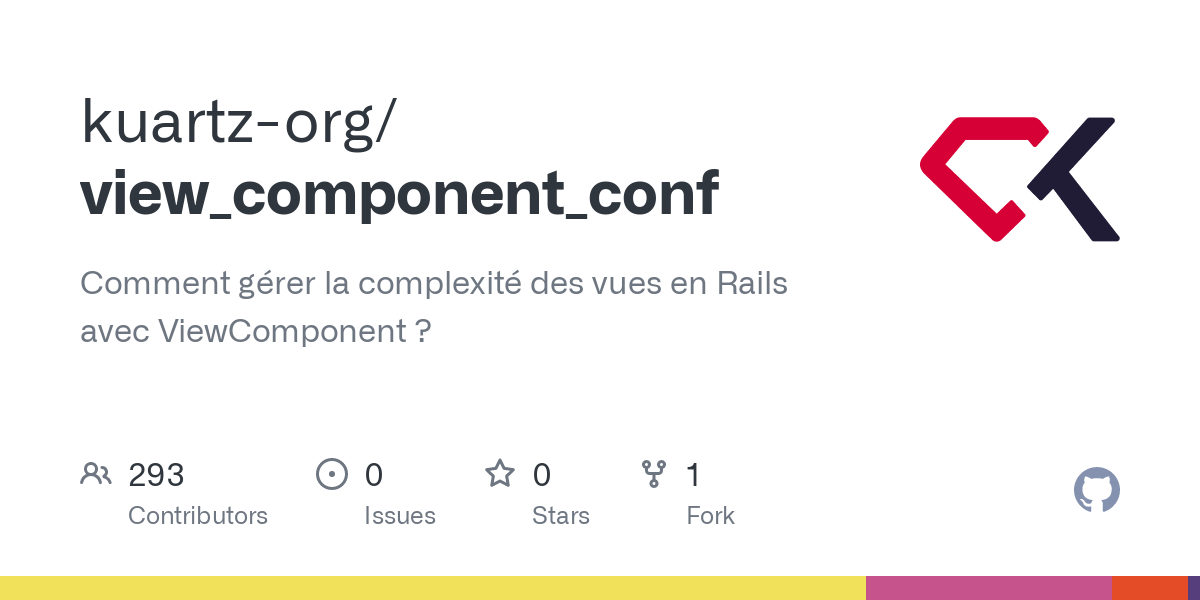 kuartz-org/
view_component_conf
Comment gérer la complexité des vues en Rails
avec ViewComponent ?
293
Contributors
0
Issues
0
Stars
1
Fork